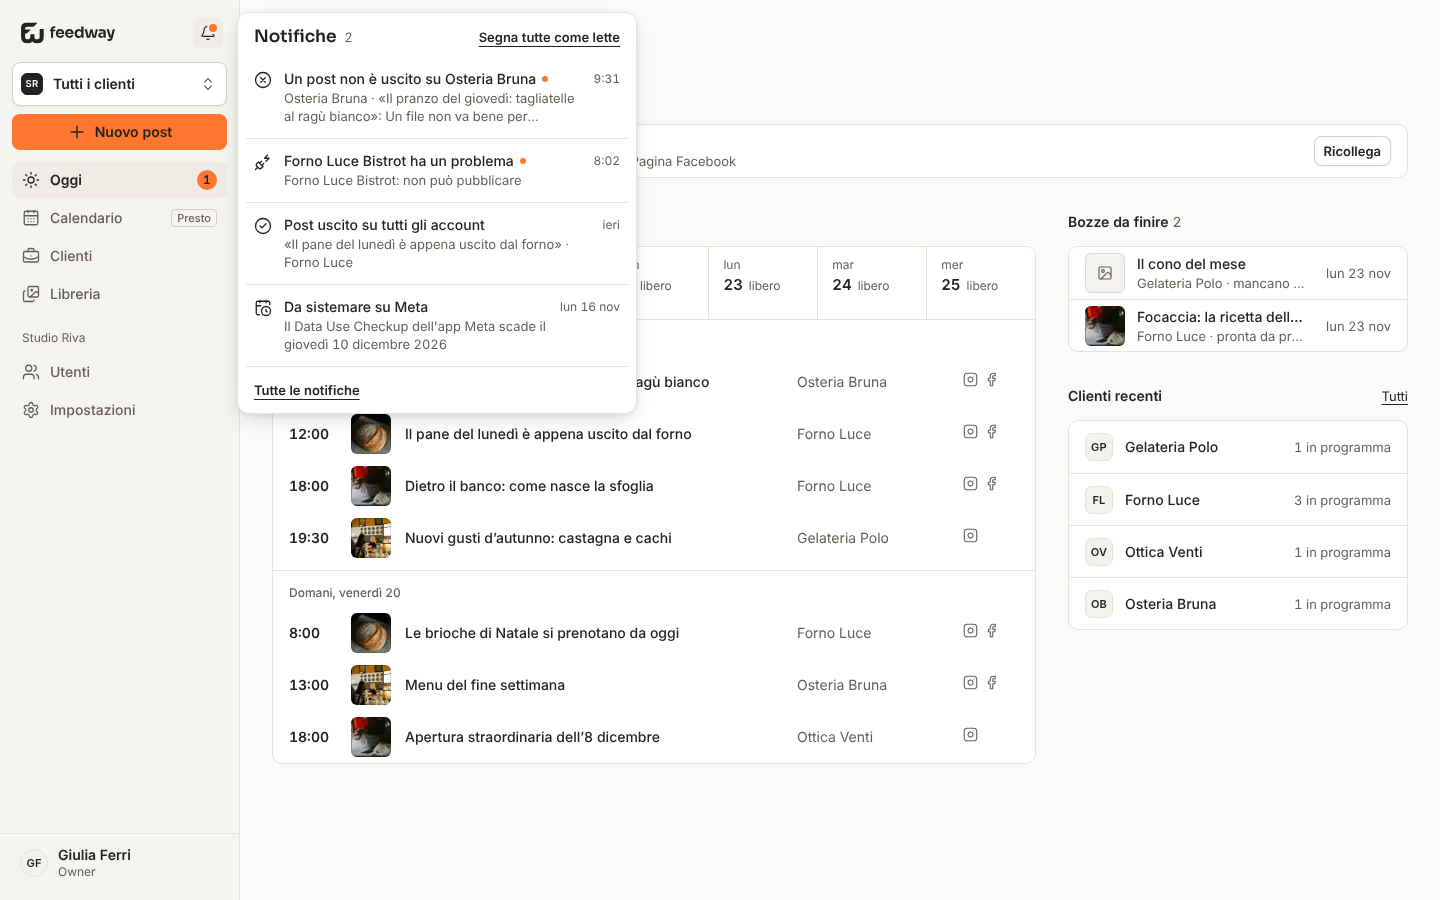 feedway
SR Tutti i clienti
Nuovo post
Oggi 1
Calendario Presto
Clienti
Libreria
Studio Riva
Utenti
Impostazioni
GF Giulia Ferri
Owner
Notifiche 2 Segna tutte come lette
Un post non è uscito su Osteria Bruna 9:31
Osteria Bruna · «Il pranzo del giovedì: tagliatelle
al ragù bianco»: Un file non va bene per…
Forno Luce Bistrot ha un problema 8:02
Forno Luce Bistrot: non può pubblicare
Post uscito su tutti gli account ieri
«Il pane del lunedì è appena uscito dal forno» ·
Forno Luce
Da sistemare su Meta lun 16 nov
Il Data Use Checkup dell'app Meta scade il
giovedì 10 dicembre 2026
Tutte le notifiche
Pagina Facebook
Ricollega
libero
lun
23 libero
mar
24 libero
mer
25 libero
ragù bianco Osteria Bruna
12:00 Il pane del lunedì è appena uscito dal forno Forno Luce
18:00 Dietro il banco: come nasce la sfoglia Forno Luce
19:30 Nuovi gusti d’autunno: castagna e cachi Gelateria Polo
Domani, venerdì 20
8:00 Le brioche di Natale si prenotano da oggi Forno Luce
13:00 Menu del fine settimana Osteria Bruna
18:00 Apertura straordinaria dell’8 dicembre Ottica Venti
Bozze da finire 2
Il cono del mese lun 23 nov
Gelateria Polo · mancano ...
Focaccia: la ricetta dell... lun 23 nov
Forno Luce · pronta da pr...
Clienti recenti Tutti
GP Gelateria Polo 1 in programma
FL Forno Luce 3 in programma
OV Ottica Venti 1 in programma
OB Osteria Bruna 1 in programma